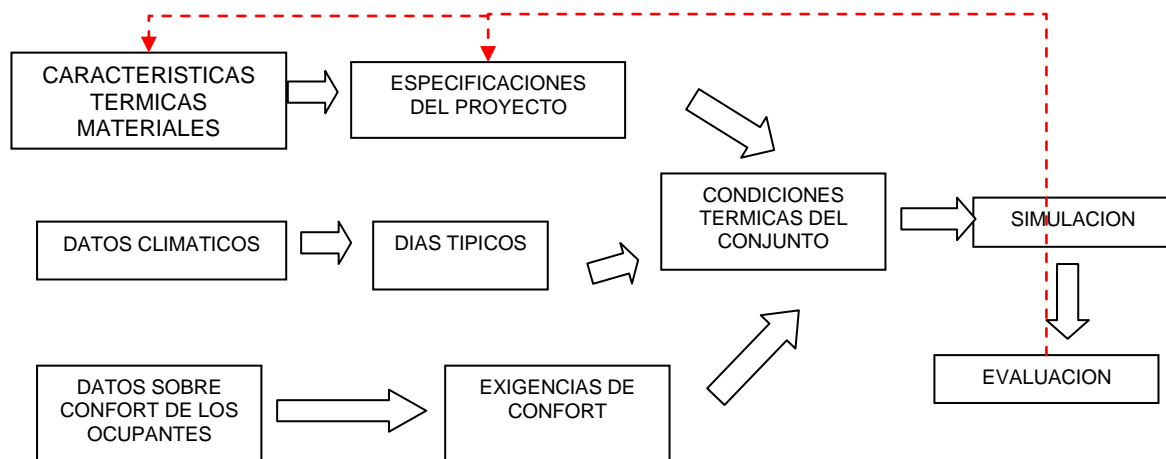 CARACTERISTICAS
TERMICAS
MATERIALES
ESPECIFICACIONES
DEL PROYECTO
CONDICIONES
TERMICAS DEL
CONJUNTO
SIMULACION
DATOS CLIMATICOS
DIAS TIPICOS
EVALUACION
DATOS SOBRE
CONFORT DE LOS
OCUPANTES
EXIGENCIAS DE
CONFORT